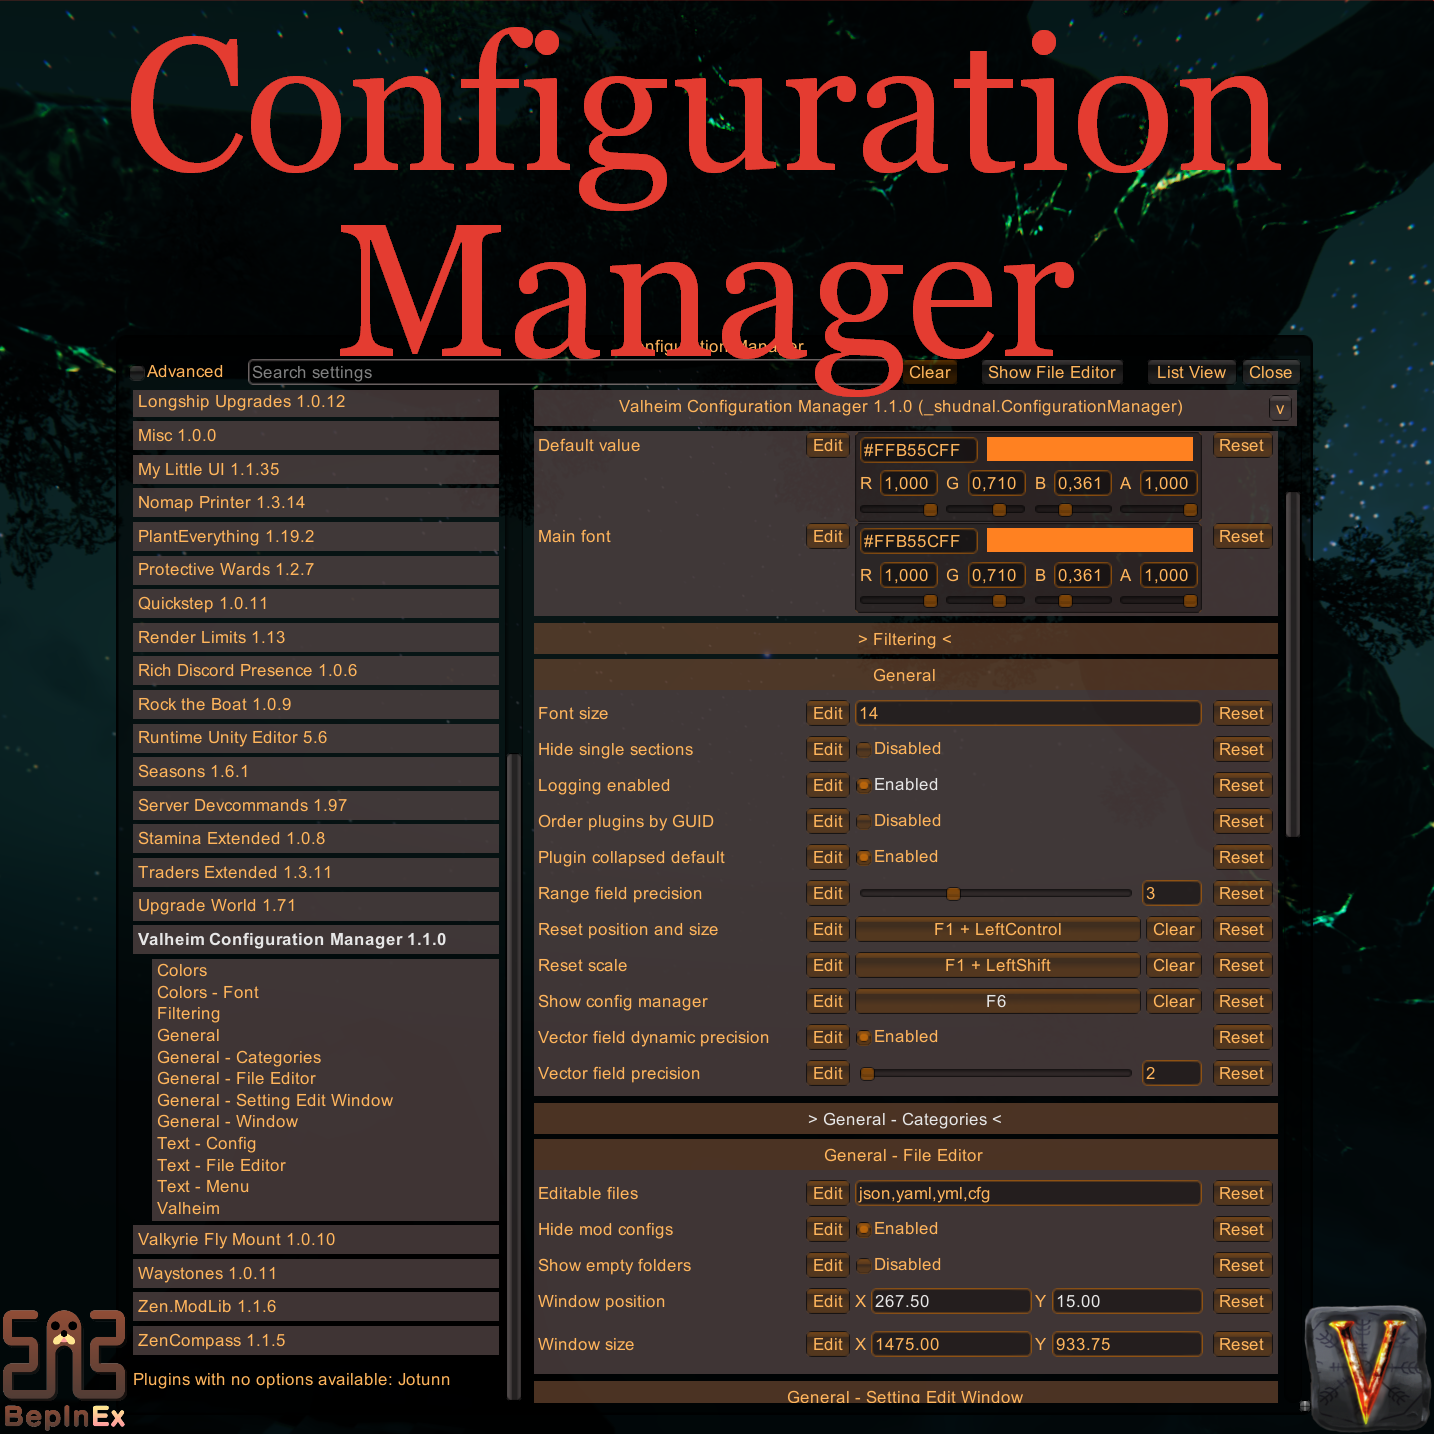 Configuration
Manager
Configuration Manager
Advanced
Search settings
Clear
Show File Editor
List View
Close
Longship Upgrades 1.0.12
Misc 1.0.0
My Little UI 1.1.35
Nomap Printer 1.3.14
PlantEverything 1.19.2
Protective Wards 1.2.7
Quickstep 1.0.11
Render Limits 1.13
Rich Discord Presence 1.0.6
Rock the Boat 1.0.9
Runtime Unity Editor 5.6
Seasons 1.6.1
Server Devcommands 1.97
Stamina Extended 1.0.8
Traders Extended 1.3.11
Upgrade World 1.71
Valheim Configuration Manager 1.1.0
Colors
Colors - Font
Filtering
General
General - Categories
General - File Editor
General - Setting Edit Window
General - Window
Text - Config
Text - File Editor
Text - Menu
Valheim
Valkyrie Fly Mount 1.0.10
Waystones 1.0.11
Zen.ModLib 1.1.6
ZenCompass 1.1.5
Plugins with no options available: Jotunn
Valheim Configuration Manager 1.1.0 (_shudnal.ConfigurationManager) v
Default value Edit #FFB55CFF Reset
R 1,000 G 0,710 B 0,361 A 1,000
Main font Edit #FFB55CFF Reset
R 1,000 G 0,710 B 0,361 A 1,000
> Filtering <
General
Font size Edit 14 Reset
Hide single sections Edit Disabled Reset
Logging enabled Edit Enabled Reset
Order plugins by GUID Edit Disabled Reset
Plugin collapsed default Edit Enabled Reset
Range field precision Edit 3 Reset
Reset position and size Edit F1 + LeftControl Clear Reset
Reset scale Edit F1 + LeftShift Clear Reset
Show config manager Edit F6 Clear Reset
Vector field dynamic precision Edit Enabled Reset
Vector field precision Edit 2 Reset
> General - Categories <
General - File Editor
Editable files Edit json,yaml,yml,cfg Reset
Hide mod configs Edit Enabled Reset
Show empty folders Edit Disabled Reset
Window position Edit X 267.50 Y 15.00 Reset
Window size Edit X 1475.00 Y 933.75 Reset
General - Setting Edit Window
BepInEx
V